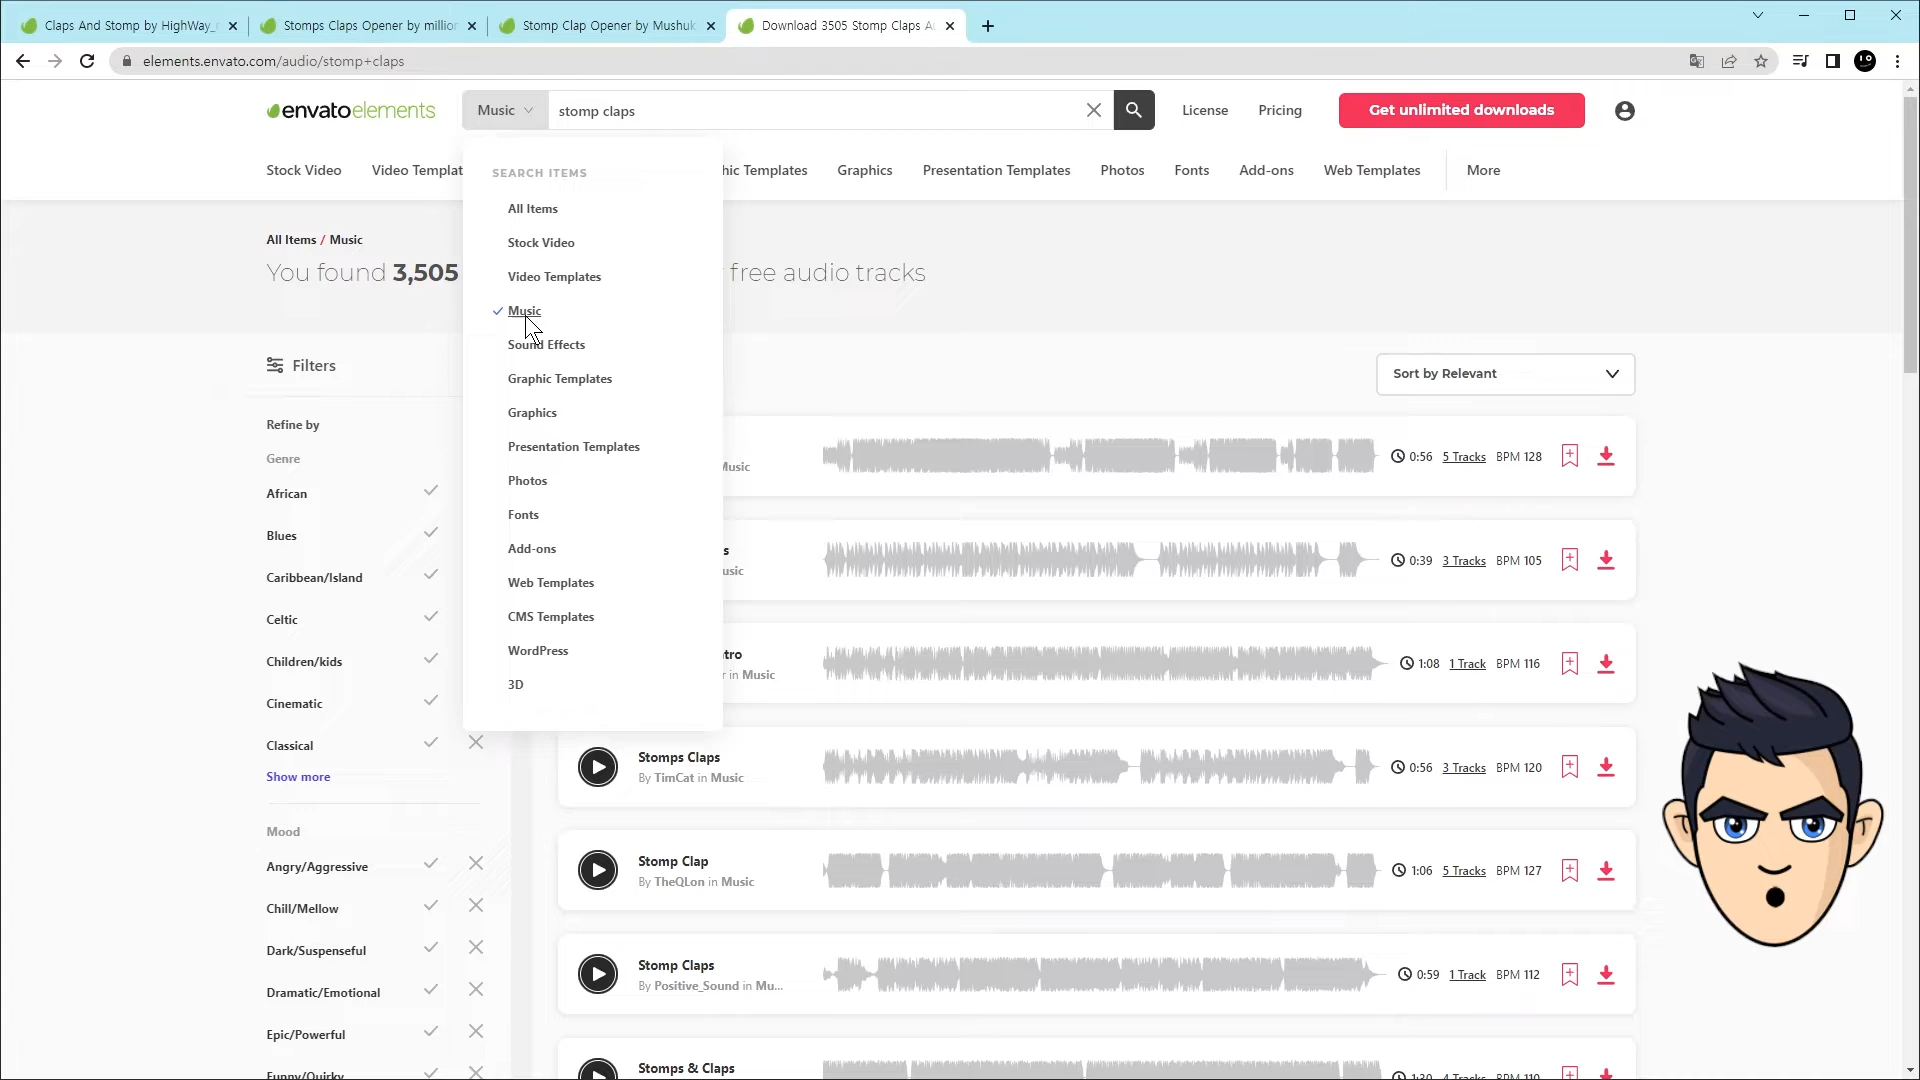 Claps And Stomp by HighWay_
Stomps Claps Opener by million
Stomp Clap Opener by Mushuk
Download 3505 Stomp Claps Au
elements.envato.com/audio/stomp+claps
envatoelements
Music
stomp claps
License
Pricing
Get unlimited downloads
Stock Video
Video Templat
hic Templates
Graphics
Presentation Templates
Photos
Fonts
Add-ons
Web Templates
More
SEARCH ITEMS
All Items
Stock Video
Video Templates
Music
Sound Effects
Graphic Templates
Graphics
Presentation Templates
Photos
Fonts
Add-ons
Web Templates
CMS Templates
WordPress
3D
All Items / Music
You found 3,505
free audio tracks
Filters
Sort by Relevant
Refine by
Genre
African
Blues
Caribbean/Island
Celtic
Children/kids
Cinematic
Classical
Show more
Mood
Angry/Aggressive
Chill/Mellow
Dark/Suspenseful
Dramatic/Emotional
Epic/Powerful
Funny/Quirky
Music
0:56 5 Tracks BPM 128
s
usic
0:39 3 Tracks BPM 105
ntro
r in Music
1:08 1 Track BPM 116
Stomps Claps
By TimCat in Music
0:56 3 Tracks BPM 120
Stomp Clap
By TheQLon in Music
1:06 5 Tracks BPM 127
Stomp Claps
By Positive_Sound in Mu...
0:59 1 Track BPM 112
Stomps & Claps
1:30 4 Tracks BPM 110